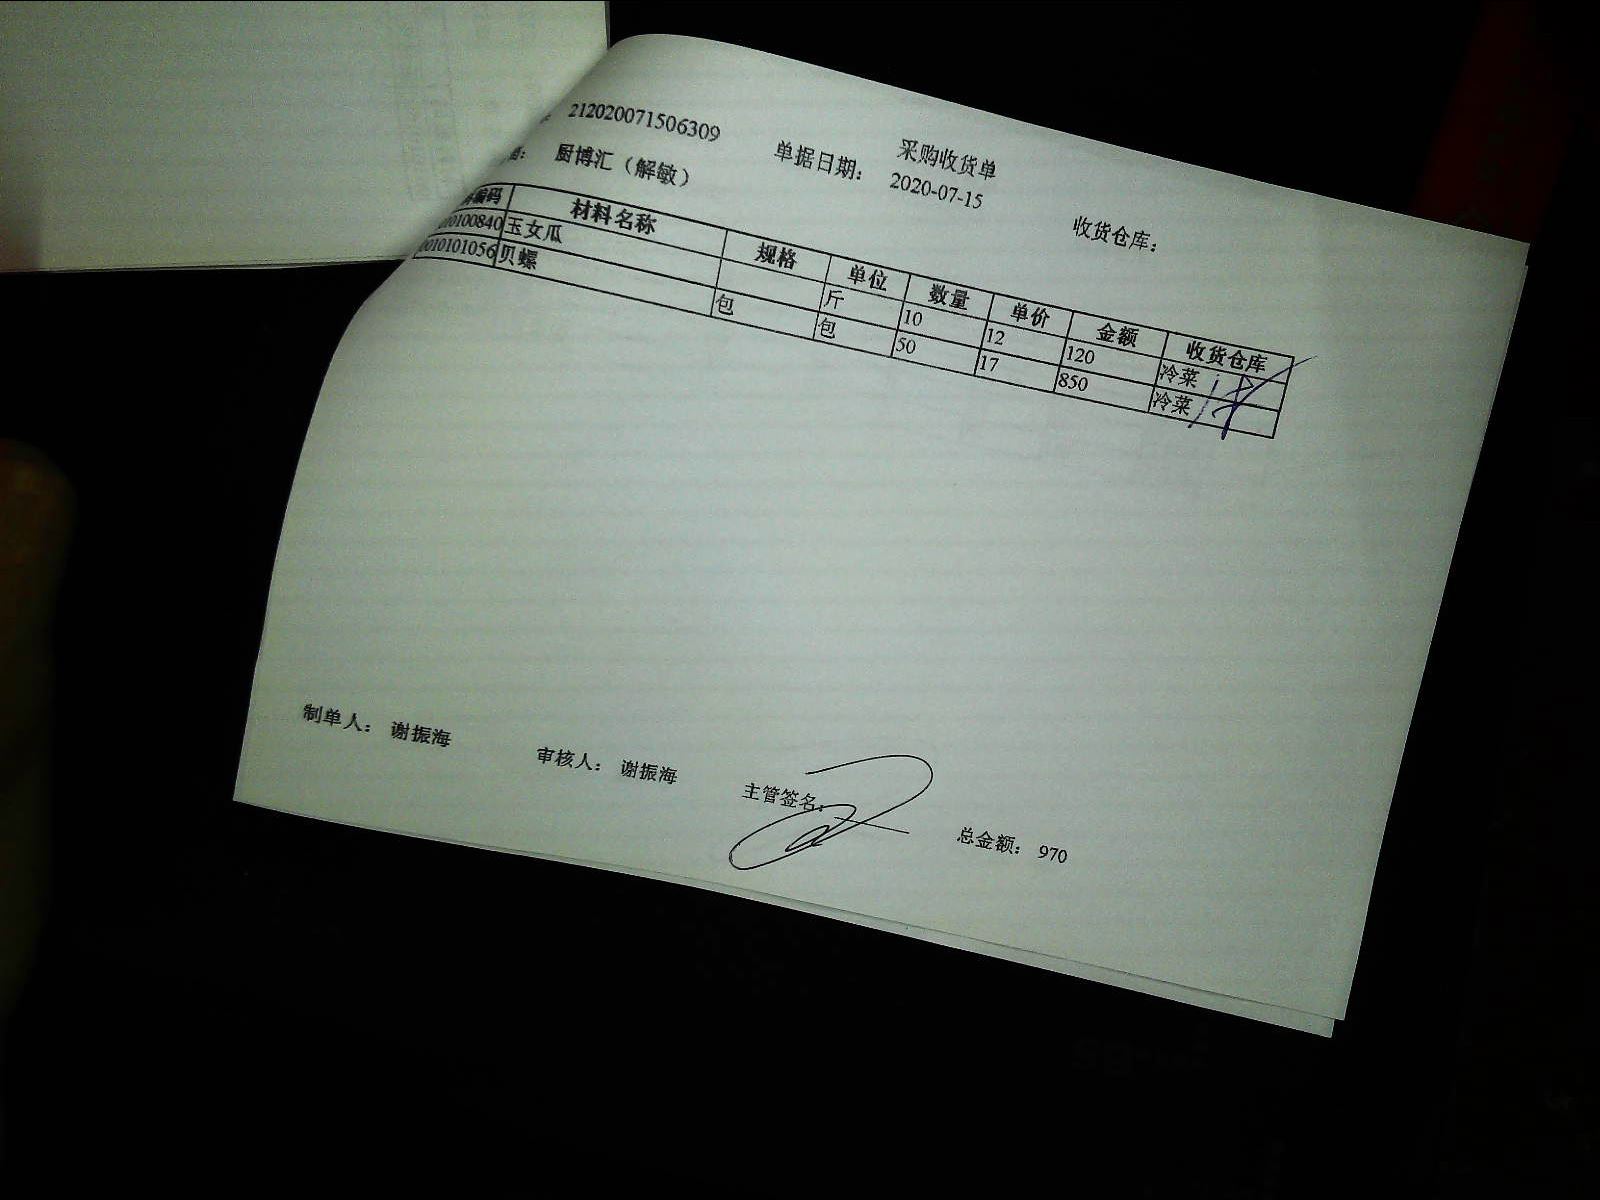 采购收货单
212020071506309 单据日期： 2020-07-15 收货仓库：
厨博汇（解敏）
编码 材料名称 规格 单位 数量 单价 金额 收货仓库
0100840 玉女瓜 斤 10 12 120 冷菜
0010101056 贝螺 包 包 50 17 850 冷菜
制单人： 谢振海 审核人： 谢振海 主管签名： 总金额： 970